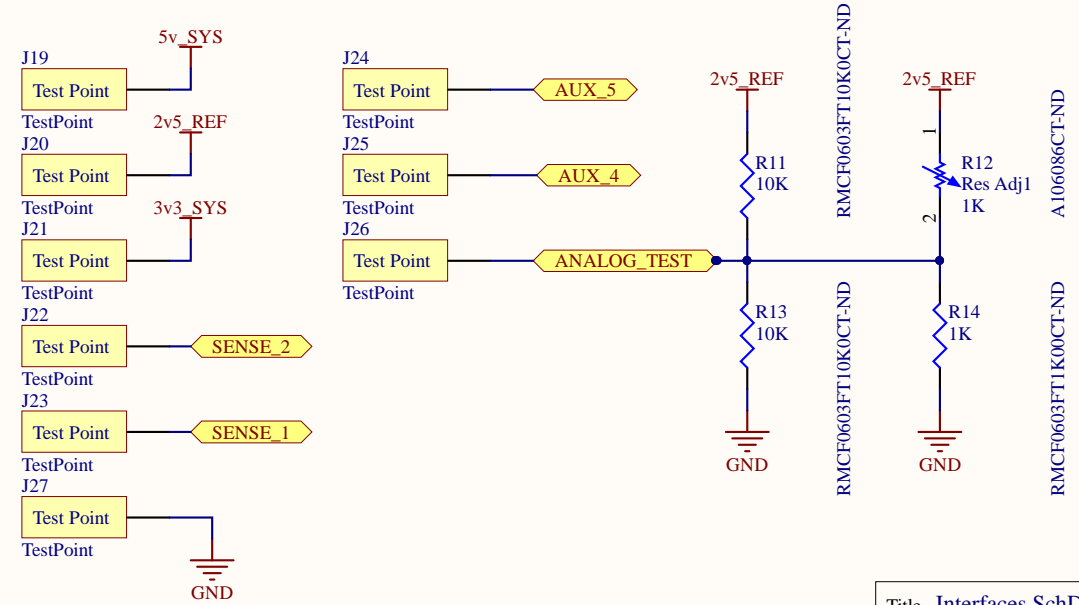 5v_SYS
J19
Test Point
TestPoint
2v5_REF
J20
Test Point
TestPoint
3v3_SYS
J21
Test Point
TestPoint
J22
Test Point
SENSE_2
TestPoint
J23
Test Point
SENSE_1
TestPoint
J27
Test Point
TestPoint
GND
J24
Test Point
AUX_5
TestPoint
J25
Test Point
AUX_4
TestPoint
J26
Test Point
ANALOG_TEST
TestPoint
2v5_REF
R11
10K
RMCF0603FT10K0CT-ND
R13
10K
RMCF0603FT10K0CT-ND
GND
2v5_REF
1
R12
Res Adj1
1K
2
A106086CT-ND
R14
1K
RMCF0603FT1K00CT-ND
GND
Title Interfaces.SchD